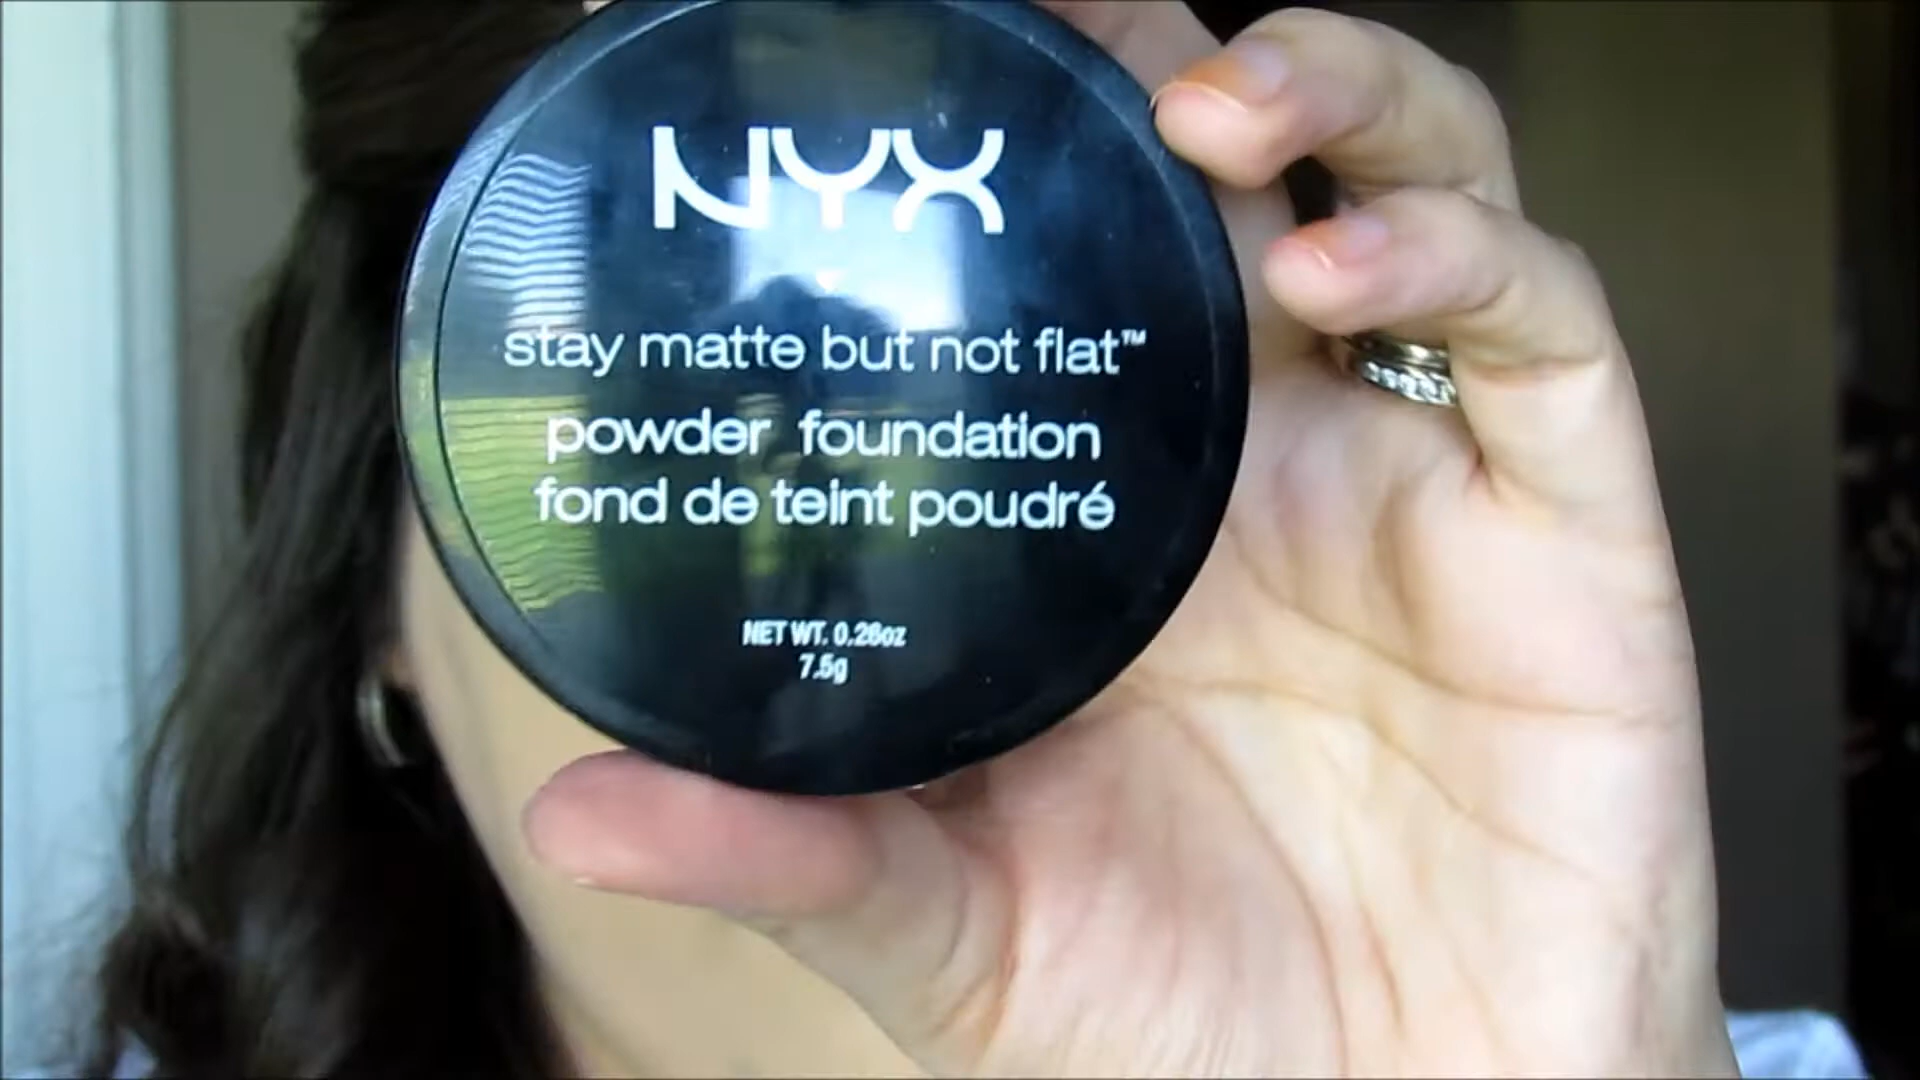 NYX
stay matte but not flat™
powder foundation
fond de teint poudré
NET WT. 0.26oz
7.5g